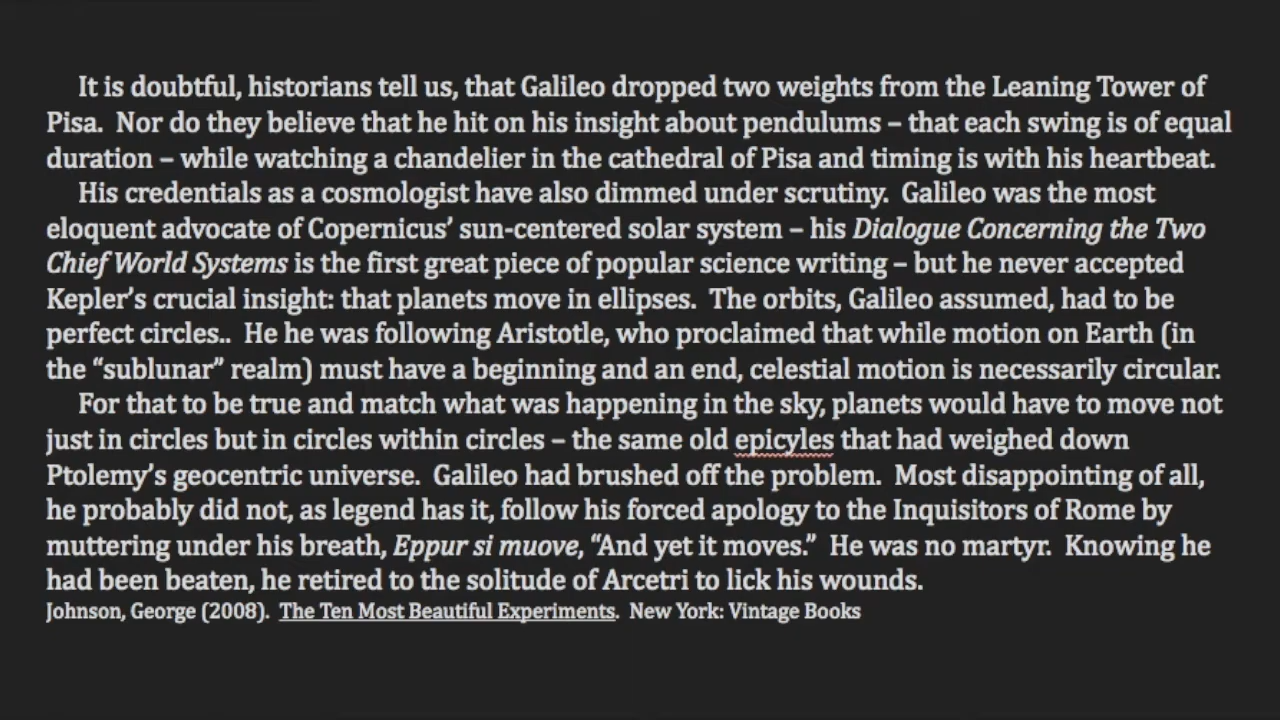 It is doubtful, historians tell us, that Galileo dropped two weights from the Leaning Tower of
Pisa.  Nor do they believe that he hit on his insight about pendulums – that each swing is of equal
duration – while watching a chandelier in the cathedral of Pisa and timing is with his heartbeat.
His credentials as a cosmologist have also dimmed under scrutiny.  Galileo was the most
eloquent advocate of Copernicus’ sun-centered solar system – his Dialogue Concerning the Two
Chief World Systems is the first great piece of popular science writing – but he never accepted
Kepler’s crucial insight: that planets move in ellipses.  The orbits, Galileo assumed, had to be
perfect circles..  He he was following Aristotle, who proclaimed that while motion on Earth (in
the “sublunar” realm) must have a beginning and an end, celestial motion is necessarily circular.
For that to be true and match what was happening in the sky, planets would have to move not
just in circles but in circles within circles – the same old epicyles that had weighed down
Ptolemy’s geocentric universe.  Galileo had brushed off the problem.  Most disappointing of all,
he probably did not, as legend has it, follow his forced apology to the Inquisitors of Rome by
muttering under his breath, Eppur si muove, “And yet it moves.”  He was no martyr.  Knowing he
had been beaten, he retired to the solitude of Arcetri to lick his wounds.
Johnson, George (2008).  The Ten Most Beautiful Experiments.  New York: Vintage Books